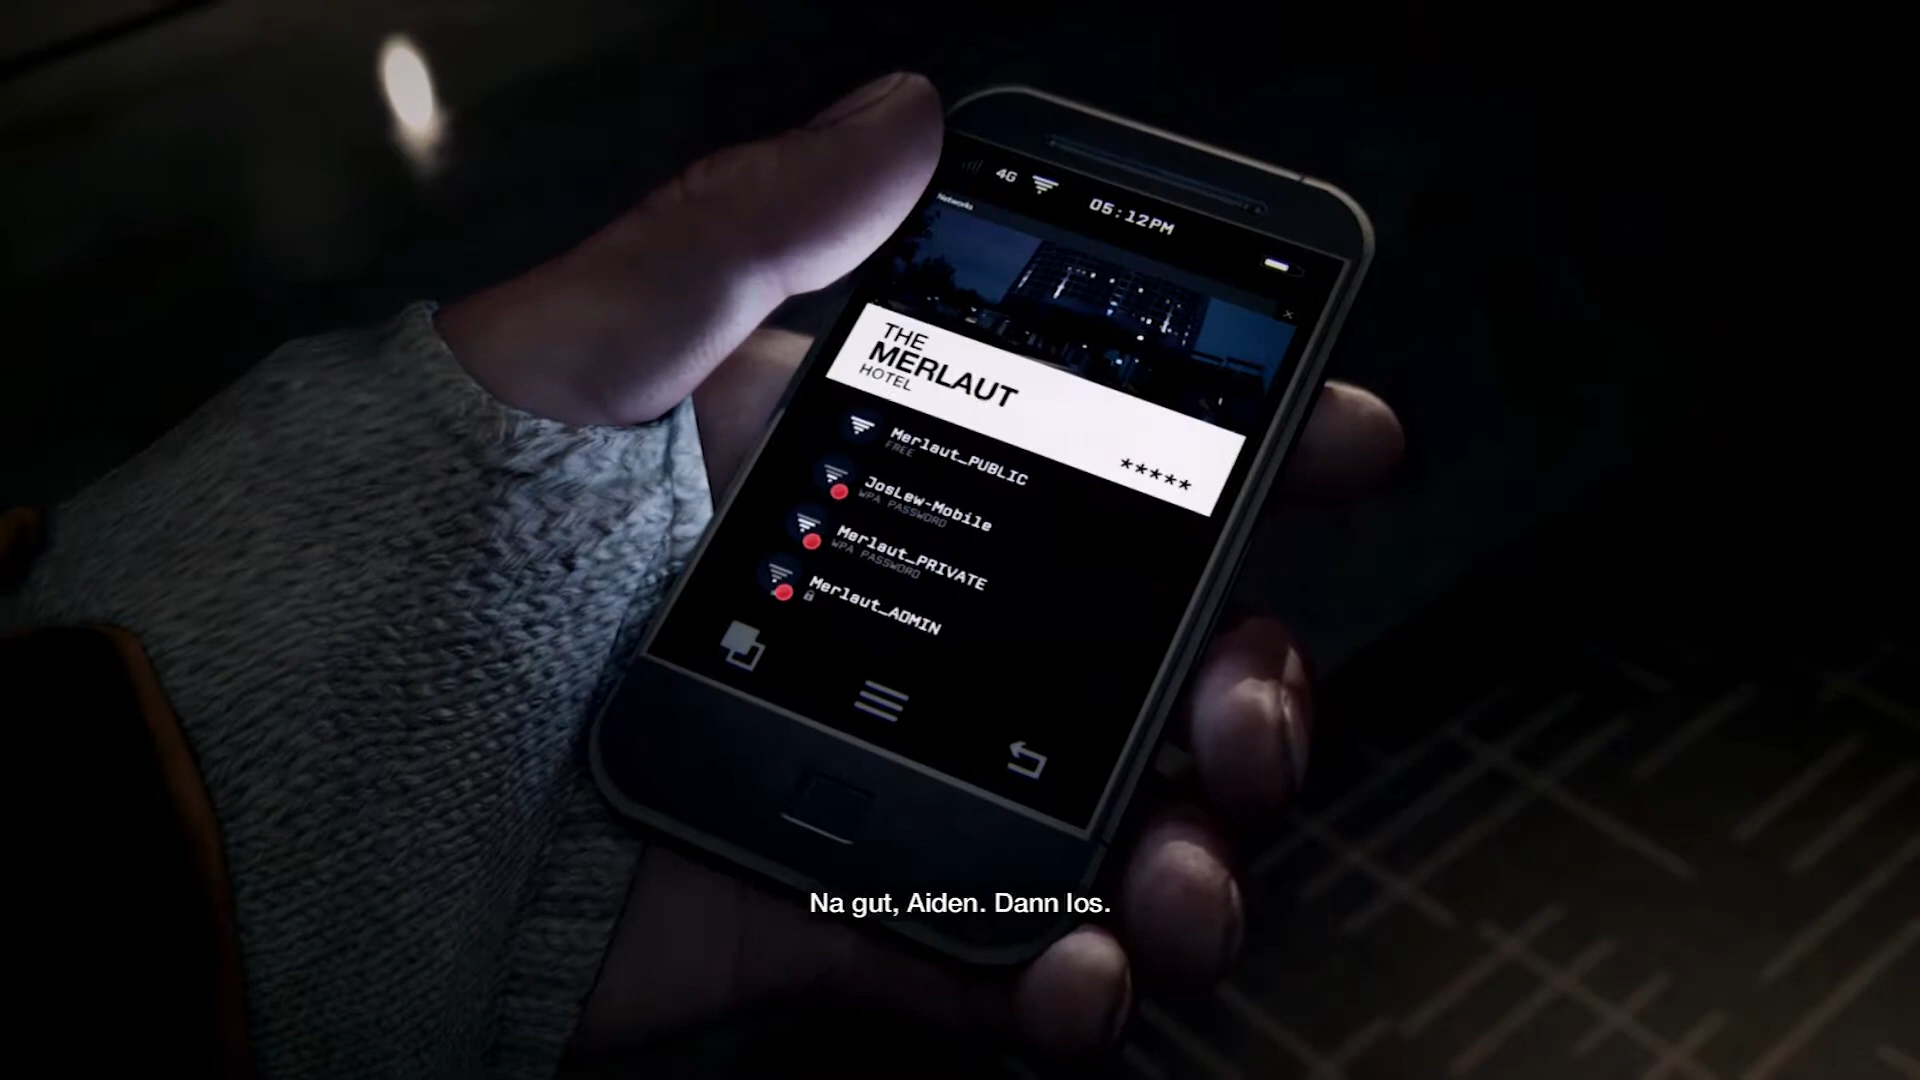 4G
05:12PM
Networks
THE
MERLAUT
HOTEL
*****
Merlaut_PUBLIC
FREE
JosLew-Mobile
WPA PASSWORD
Merlaut_PRIVATE
WPA PASSWORD
Merlaut_ADMIN
Na gut, Aiden. Dann los.